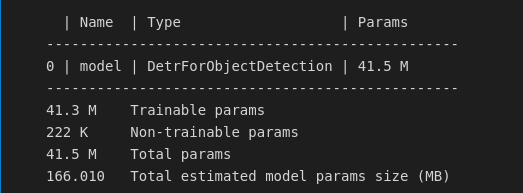 | Name | Type | Params
-------------------------------------------------
0 | model | DetrForObjectDetection | 41.5 M
-------------------------------------------------
41.3 M Trainable params
222 K Non-trainable params
41.5 M Total params
166.010 Total estimated model params size (MB)